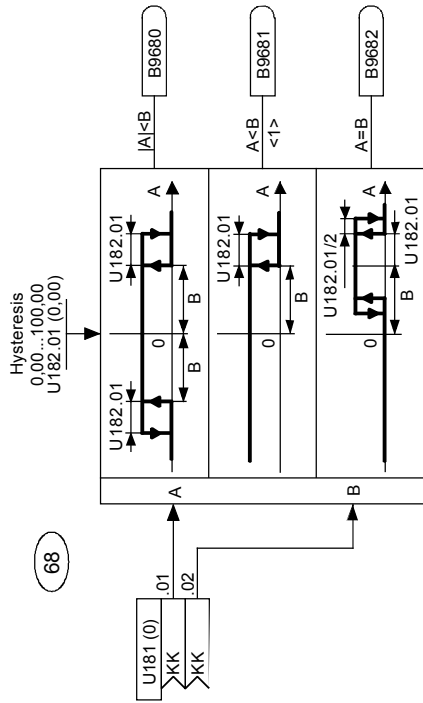 Hysteresis
0,00...100,00
U182.01 (0,00)
68
U181 (0)
KK
.01
KK
.02
A
B
U182.01
U182.01
A
0
B
B
|A|<B
B9680
U182.01
A
0
B
A<B
<1>
B9681
U182.01/2
A
0
B
U182.01
A=B
B9682